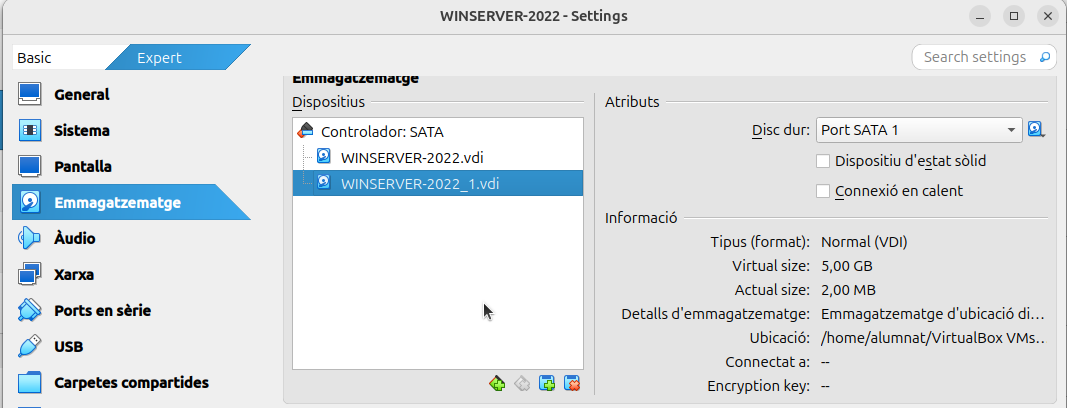 WINSERVER-2022 - Settings
Basic
Expert
Search settings
General
Sistema
Pantalla
Emmagatzematge
Àudio
Xarxa
Ports en sèrie
USB
Carpetes compartides
Emmagatzematge
Dispositius
Controlador: SATA
WINSERVER-2022.vdi
WINSERVER-2022_1.vdi
Atributs
Disc dur: Port SATA 1
Dispositiu d'estat sòlid
Connexió en calent
Informació
Tipus (format): Normal (VDI)
Virtual size: 5,00 GB
Actual size: 2,00 MB
Detalls d'emmagatzematge: Emmagatzematge d'ubicació di...
Ubicació: /home/alumnat/VirtualBox VMs...
Connectat a: --
Encryption key: --